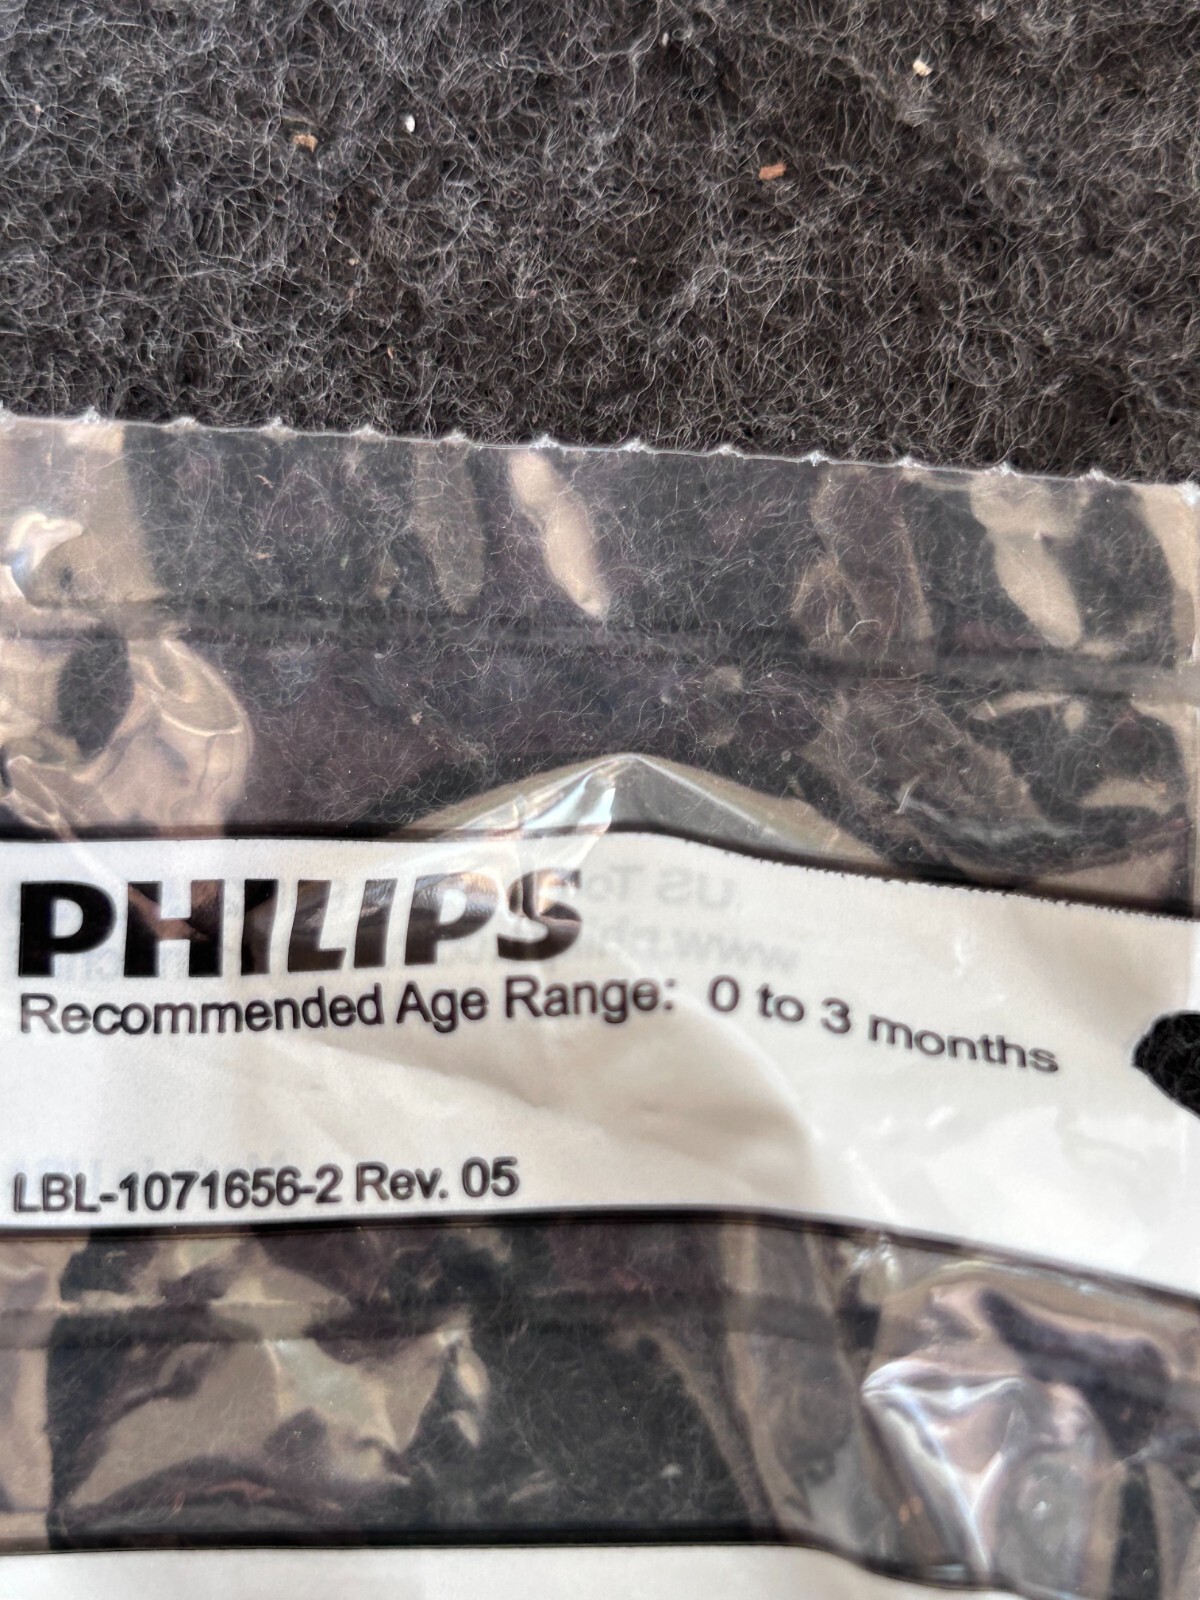 PHILIPS
Recommended Age Range: 0 to 3 months
LBL-1071656-2 Rev. 05